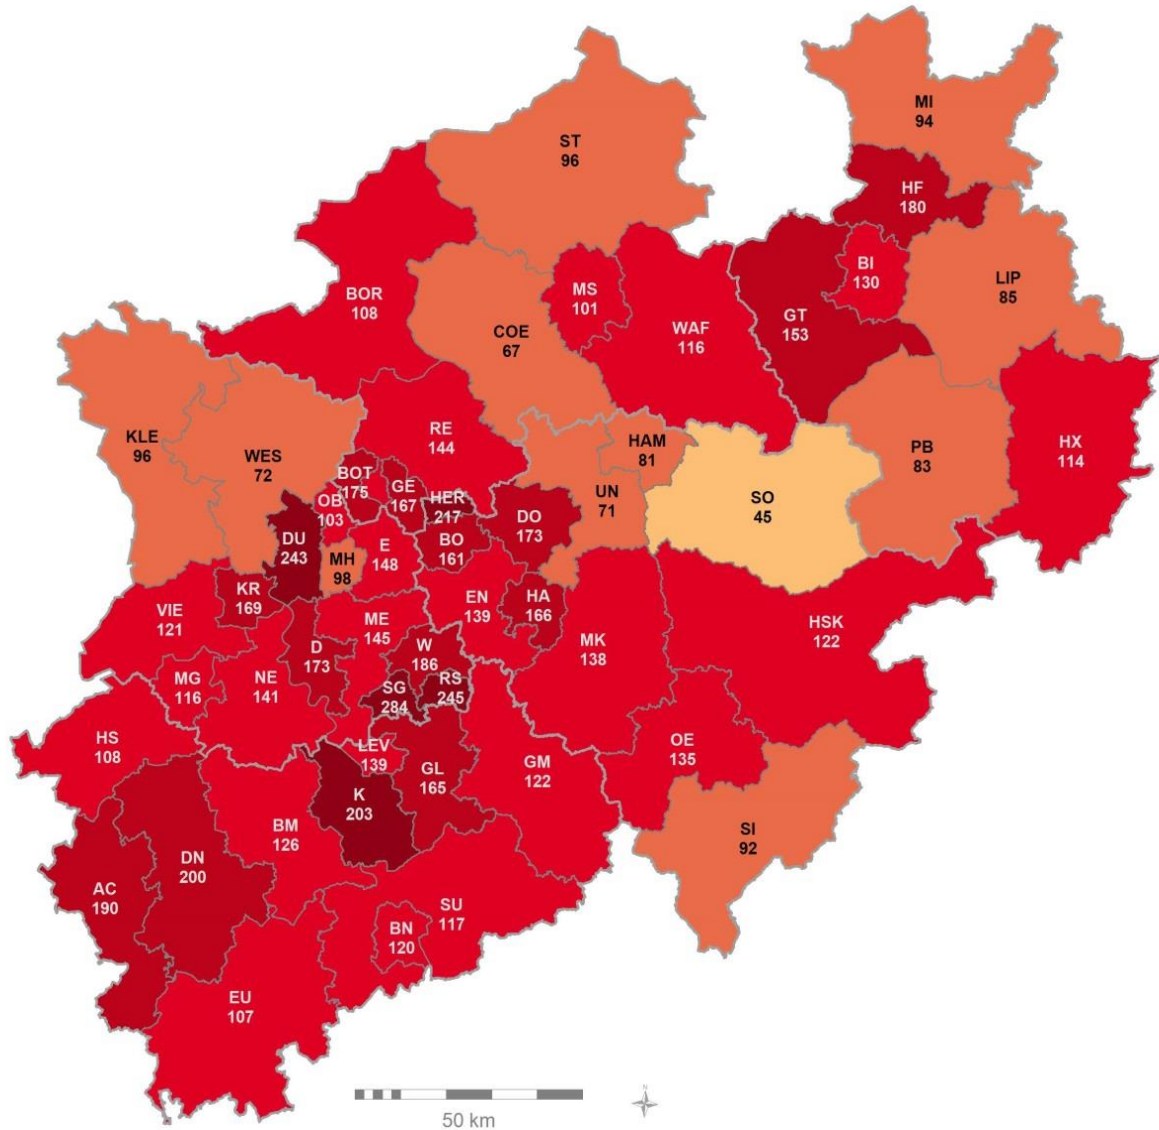 MI
94
ST
96
HF
180
BI
130
LIP
85
MS
101
BOR
108
GT
153
WAF
116
COE
67
RE
144
KLE
96
WES
72
HAM
81
PB
83
HX
114
BOT
175
GE
167
OB
103
HER
217
UN
71
SO
45
DO
173
DU
243
BO
161
E
148
MH
98
KR
169
EN
139
HA
166
VIE
121
ME
145
HSK
122
MK
138
D
173
W
186
MG
116
NE
141
SG
284
RS
245
HS
108
OE
135
LEV
139
GL
165
GM
122
K
203
BM
126
SI
92
DN
200
AC
190
SU
117
BN
120
EU
107
N
50 km